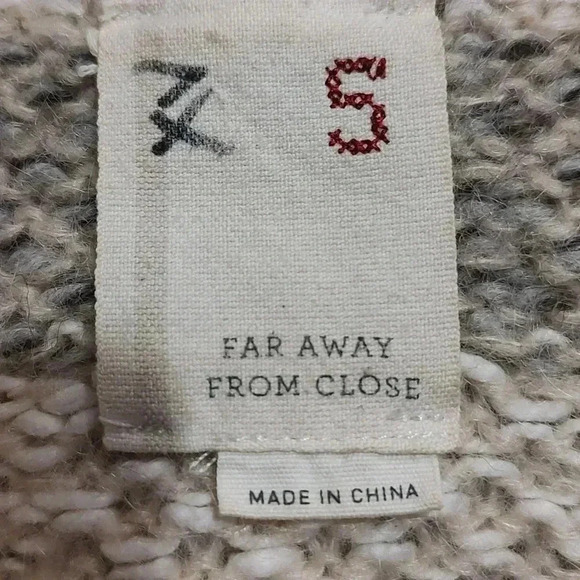 S
FAR AWAY
FROM CLOSE
MADE IN CHINA